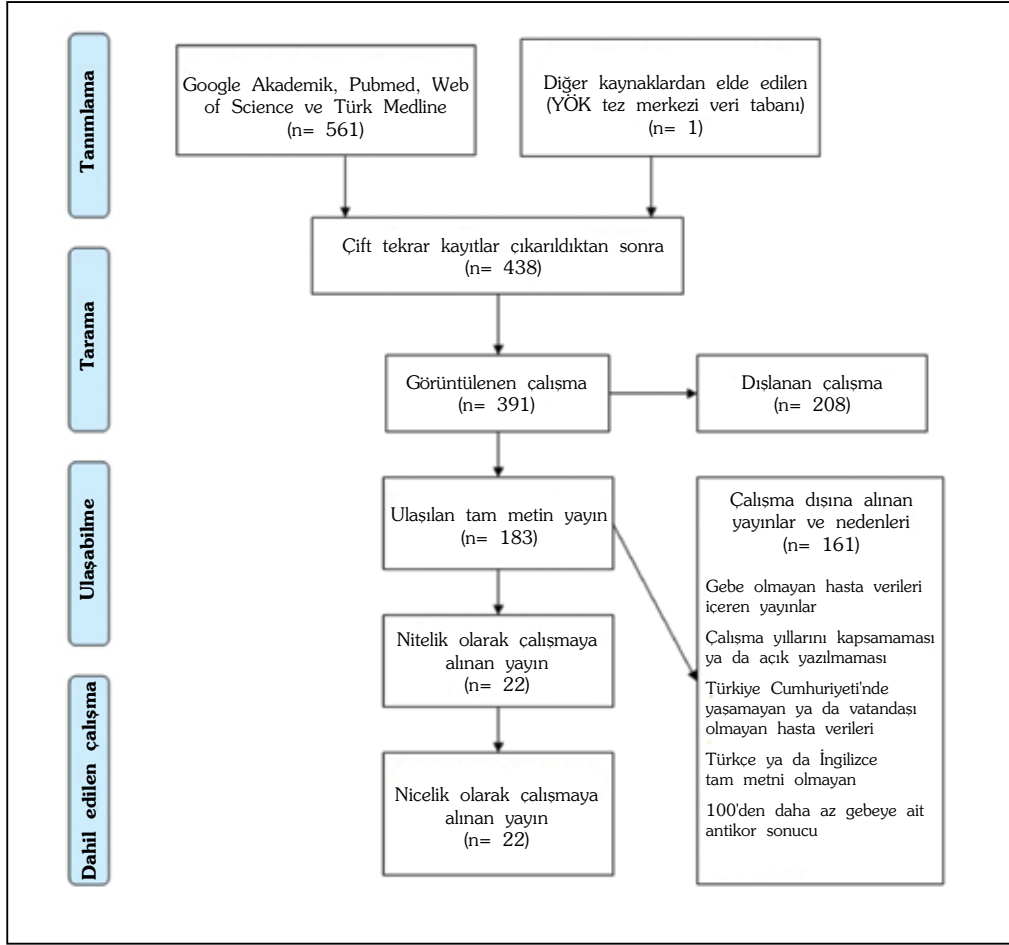 Tanımlama
Google Akademik, Pubmed, Web
of Science ve Türk Medline
(n= 561)
Diğer kaynaklardan elde edilen
(YÖK tez merkezi veri tabanı)
(n= 1)
Çift tekrar kayıtlar çıkarıldıktan sonra
(n= 438)
Tarama
Görüntülenen çalışma
(n= 391)
Dışlanan çalışma
(n= 208)
Ulaşabilme
Ulaşılan tam metin yayın
(n= 183)
Çalışma dışına alınan
yayınlar ve nedenleri
(n= 161)
Gebe olmayan hasta verileri
içeren yayınlar
Çalışma yıllarını kapsamaması
ya da açık yazılmaması
Türkiye Cumhuriyeti'nde
yaşamayan ya da vatandaşı
olmayan hasta verileri
Türkçe ya da İngilizce
tam metni olmayan
100'den daha az gebeye ait
antikor sonucu
Nitelik olarak çalışmaya
alınan yayın
(n= 22)
Dahil edilen çalışma
Nicelik olarak çalışmaya
alınan yayın
(n= 22)